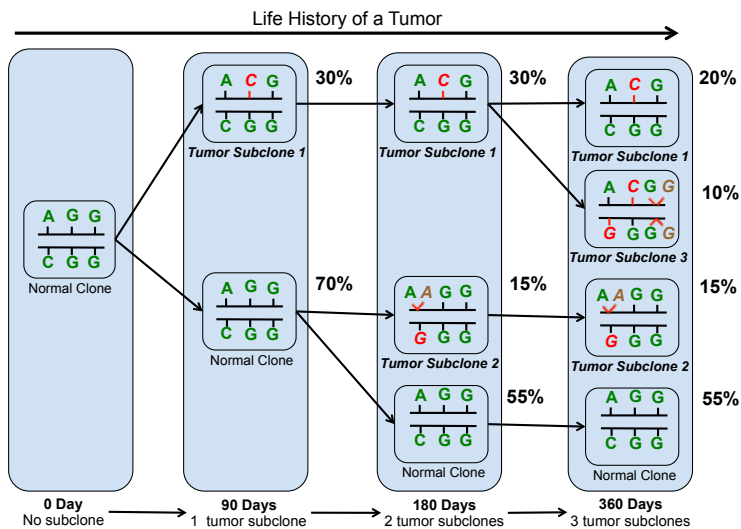 Life History of a Tumor
A G G
C G G
Normal Clone
A C G
C G G
Tumor Subclone 1
30%
A G G
C G G
Normal Clone
70%
A C G
C G G
Tumor Subclone 1
30%
A A G G
G G G
Tumor Subclone 2
15%
A G G
C G G
Normal Clone
55%
A C G
C G G
Tumor Subclone 1
20%
A C G G
G G G G
Tumor Subclone 3
10%
A A G G
G G G
Tumor Subclone 2
15%
A G G
C G G
Normal Clone
55%
0 Day
No subclone
90 Days
1 tumor subclone
180 Days
2 tumor subclones
360 Days
3 tumor subclones